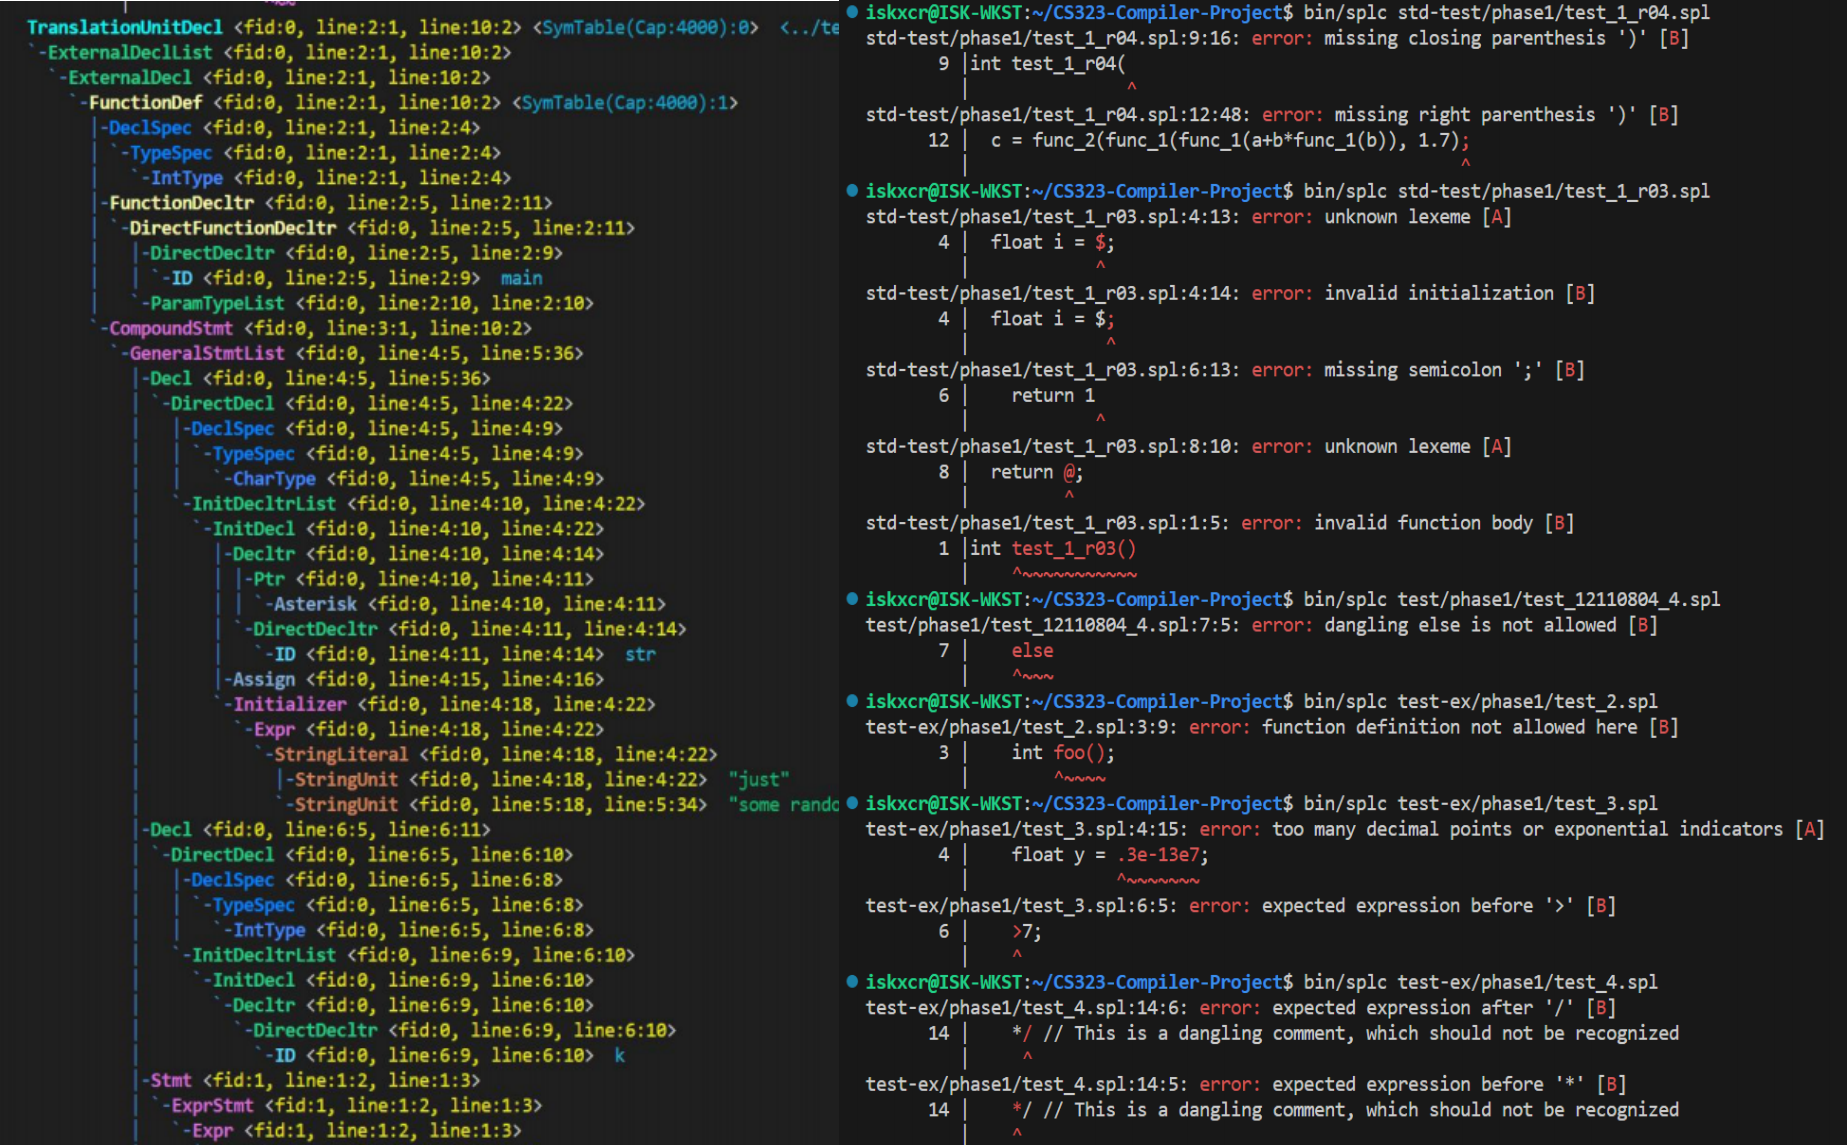 TranslationUnitDecl <fid:0, line:2:1, line:10:2> <SymTable(Cap:4000):0>  <../te
`-ExternalDeclList <fid:0, line:2:1, line:10:2>
`-ExternalDecl <fid:0, line:2:1, line:10:2>
`-FunctionDef <fid:0, line:2:1, line:10:2> <SymTable(Cap:4000):1>
|-DeclSpec <fid:0, line:2:1, line:2:4>
| `-TypeSpec <fid:0, line:2:1, line:2:4>
|   `-IntType <fid:0, line:2:1, line:2:4>
|-FunctionDecltr <fid:0, line:2:5, line:2:11>
| `-DirectFunctionDecltr <fid:0, line:2:5, line:2:11>
|   |-DirectDecltr <fid:0, line:2:5, line:2:9>
|   | `-ID <fid:0, line:2:5, line:2:9>  main
|   `-ParamTypeList <fid:0, line:2:10, line:2:10>
`-CompoundStmt <fid:0, line:3:1, line:10:2>
`-GeneralStmtList <fid:0, line:4:5, line:5:36>
|-Decl <fid:0, line:4:5, line:5:36>
| `-DirectDecl <fid:0, line:4:5, line:4:22>
|   |-DeclSpec <fid:0, line:4:5, line:4:9>
|   | `-TypeSpec <fid:0, line:4:5, line:4:9>
|   |   `-CharType <fid:0, line:4:5, line:4:9>
|   `-InitDecltrList <fid:0, line:4:10, line:4:22>
|     `-InitDecl <fid:0, line:4:10, line:4:22>
|       |-Decltr <fid:0, line:4:10, line:4:14>
|       | |-Ptr <fid:0, line:4:10, line:4:11>
|       | | `-Asterisk <fid:0, line:4:10, line:4:11>
|       | `-DirectDecltr <fid:0, line:4:11, line:4:14>
|       |   `-ID <fid:0, line:4:11, line:4:14>  str
|       |-Assign <fid:0, line:4:15, line:4:16>
|       `-Initializer <fid:0, line:4:18, line:4:22>
|         `-Expr <fid:0, line:4:18, line:4:22>
|           `-StringLiteral <fid:0, line:4:18, line:4:22>
|             |-StringUnit <fid:0, line:4:18, line:4:22>  "just"
|             `-StringUnit <fid:0, line:5:18, line:5:34>  "some rando
|-Decl <fid:0, line:6:5, line:6:11>
| `-DirectDecl <fid:0, line:6:5, line:6:10>
|   |-DeclSpec <fid:0, line:6:5, line:6:8>
|   | `-TypeSpec <fid:0, line:6:5, line:6:8>
|   |   `-IntType <fid:0, line:6:5, line:6:8>
|   `-InitDecltrList <fid:0, line:6:9, line:6:10>
|     `-InitDecl <fid:0, line:6:9, line:6:10>
|       `-Decltr <fid:0, line:6:9, line:6:10>
|         `-DirectDecltr <fid:0, line:6:9, line:6:10>
|           `-ID <fid:0, line:6:9, line:6:10>  k
|-Stmt <fid:1, line:1:2, line:1:3>
| `-ExprStmt <fid:1, line:1:2, line:1:3>
|   `-Expr <fid:1, line:1:2, line:1:3>
iskxcr@ISK-WKST:~/CS323-Compiler-Project$ bin/splc std-test/phase1/test_1_r04.spl
std-test/phase1/test_1_r04.spl:9:16: error: missing closing parenthesis ')' [B]
9 |int test_1_r04(
|               ^
std-test/phase1/test_1_r04.spl:12:48: error: missing right parenthesis ')' [B]
12 |  c = func_2(func_1(func_1(a+b*func_1(b)), 1.7);
|                                               ^
iskxcr@ISK-WKST:~/CS323-Compiler-Project$ bin/splc std-test/phase1/test_1_r03.spl
std-test/phase1/test_1_r03.spl:4:13: error: unknown lexeme [A]
4 |  float i = $;
|            ^
std-test/phase1/test_1_r03.spl:4:14: error: invalid initialization [B]
4 |  float i = $;
|             ^
std-test/phase1/test_1_r03.spl:6:13: error: missing semicolon ';' [B]
6 |    return 1
|            ^
std-test/phase1/test_1_r03.spl:8:10: error: unknown lexeme [A]
8 |  return @;
|         ^
std-test/phase1/test_1_r03.spl:1:5: error: invalid function body [B]
1 |int test_1_r03()
|    ^~~~~~~~~~~~
iskxcr@ISK-WKST:~/CS323-Compiler-Project$ bin/splc test/phase1/test_12110804_4.spl
test/phase1/test_12110804_4.spl:7:5: error: dangling else is not allowed [B]
7 |    else
|    ^~~~
iskxcr@ISK-WKST:~/CS323-Compiler-Project$ bin/splc test-ex/phase1/test_2.spl
test-ex/phase1/test_2.spl:3:9: error: function definition not allowed here [B]
3 |    int foo();
|        ^~~~~
iskxcr@ISK-WKST:~/CS323-Compiler-Project$ bin/splc test-ex/phase1/test_3.spl
test-ex/phase1/test_3.spl:4:15: error: too many decimal points or exponential indicators [A]
4 |    float y = .3e-13e7;
|              ^~~~~~~~
test-ex/phase1/test_3.spl:6:5: error: expected expression before '>' [B]
6 |    >7;
|    ^
iskxcr@ISK-WKST:~/CS323-Compiler-Project$ bin/splc test-ex/phase1/test_4.spl
test-ex/phase1/test_4.spl:14:6: error: expected expression after '/' [B]
14 |    */ // This is a dangling comment, which should not be recognized
|     ^
test-ex/phase1/test_4.spl:14:5: error: expected expression before '*' [B]
14 |    */ // This is a dangling comment, which should not be recognized
|    ^